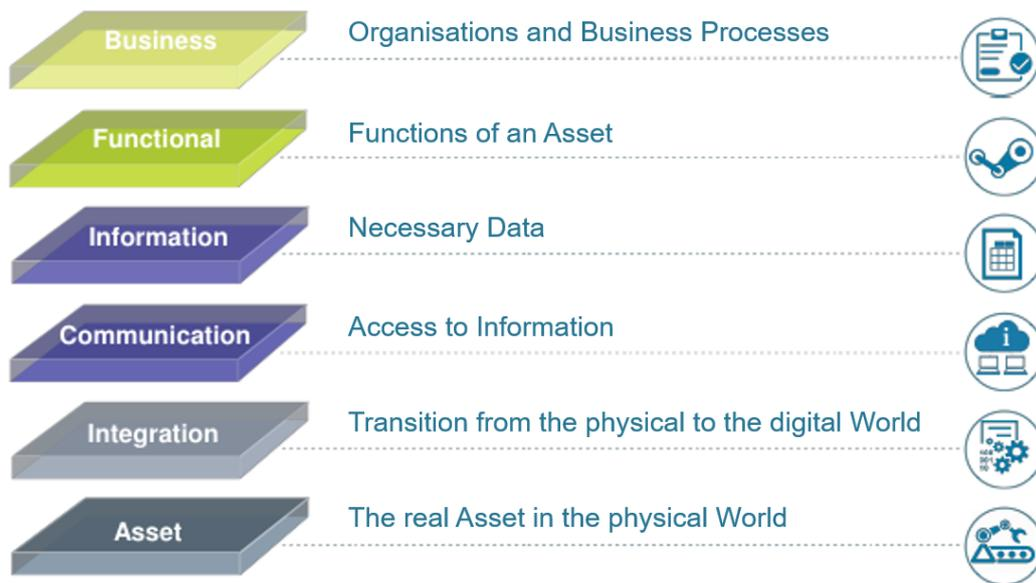 Business
Organisations and Business Processes
Functional
Functions of an Asset
Information
Necessary Data
Communication
Access to Information
i
Integration
Transition from the physical to the digital World
Asset
The real Asset in the physical World